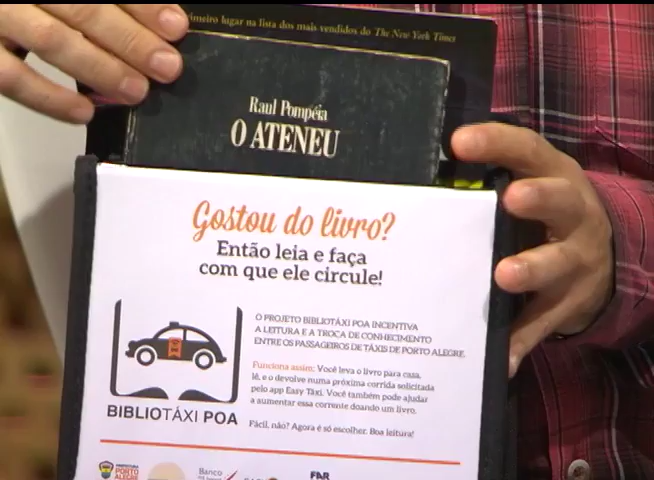 rimeiro lugar na lista dos mais vendidos do The New York Times
Raul Pompéia
O ATENEU
Gostou do livro?
Então leia e faça
com que ele circule!
O PROJETO BIBLIOTÁXI POA INCENTIVA
A LEITURA E A TROCA DE CONHECIMENTO
ENTRE OS PASSAGEIROS DE TÁXIS DE PORTO ALEGRE.
Funciona assim: Você leva o livro para casa,
lê, e o devolve numa próxima corrida solicitada
pelo app Easy Táxi. Você também pode ajudar
a aumentar essa corrente doando um livro.
Fácil, não? Agora é só escolher. Boa leitura!
BIBLIOTÁXI POA
PREFEITURA
PORTO
ALEGRE
Banco